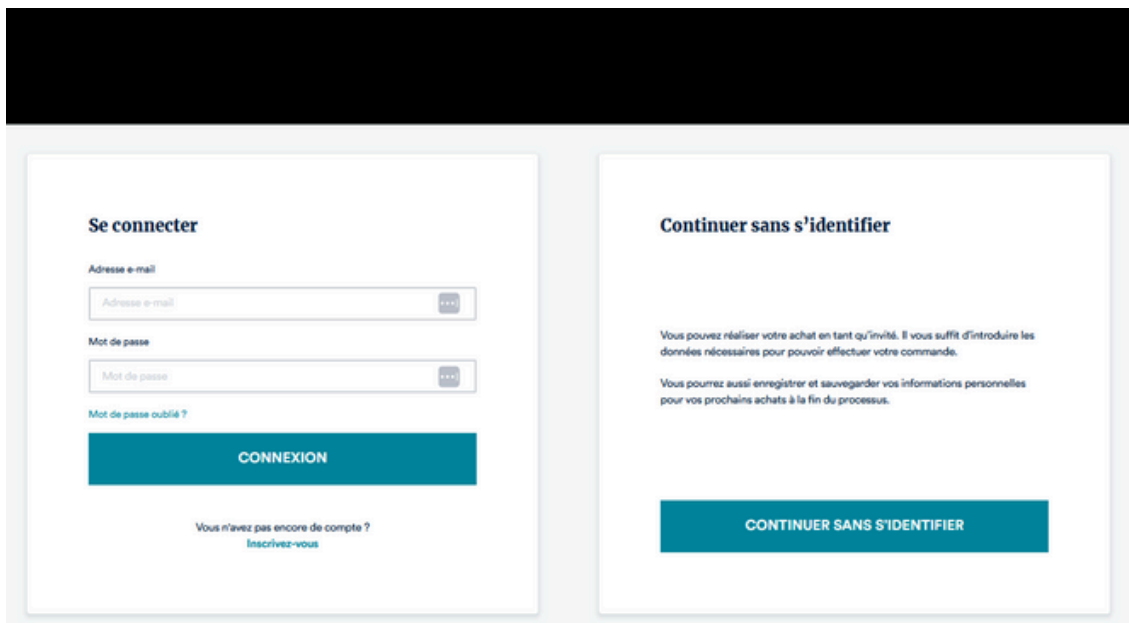 Se connecter
Adresse e-mail
Adresse e-mail
Mot de passe
Mot de passe
Mot de passe oublié ?
CONNEXION
Vous n'avez pas encore de compte ?
Inscrivez-vous
Continuer sans s'identifier
Vous pouvez réaliser votre achat en tant qu'invité. Il vous suffit d'introduire les
données nécessaires pour pouvoir effectuer votre commande.
Vous pourrez aussi enregistrer et sauvegarder vos informations personnelles
pour vos prochains achats à la fin du processus.
CONTINUER SANS S'IDENTIFIER